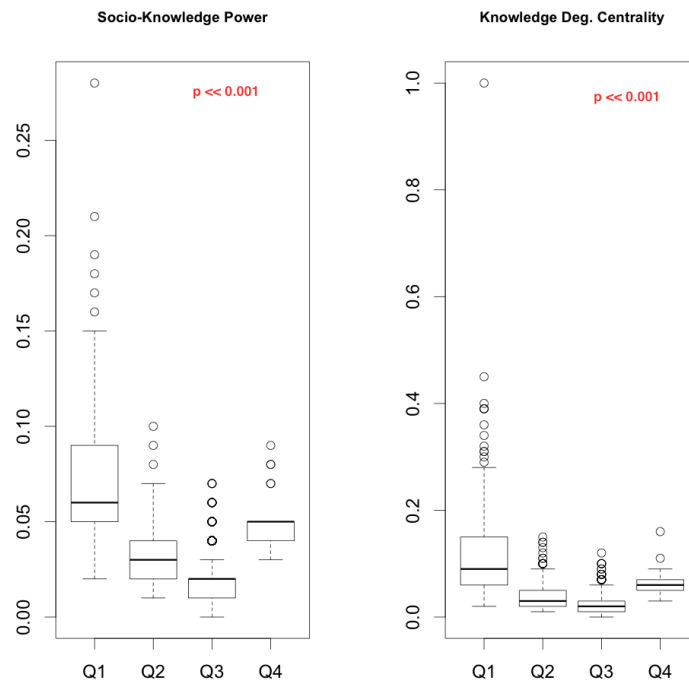 Socio-Knowledge Power
p << 0.001
0.25
0.20
0.15
0.10
0.05
0.00
Q1 Q2 Q3 Q4
Knowledge Deg. Centrality
p << 0.001
1.0
0.8
0.6
0.4
0.2
0.0
Q1 Q2 Q3 Q4